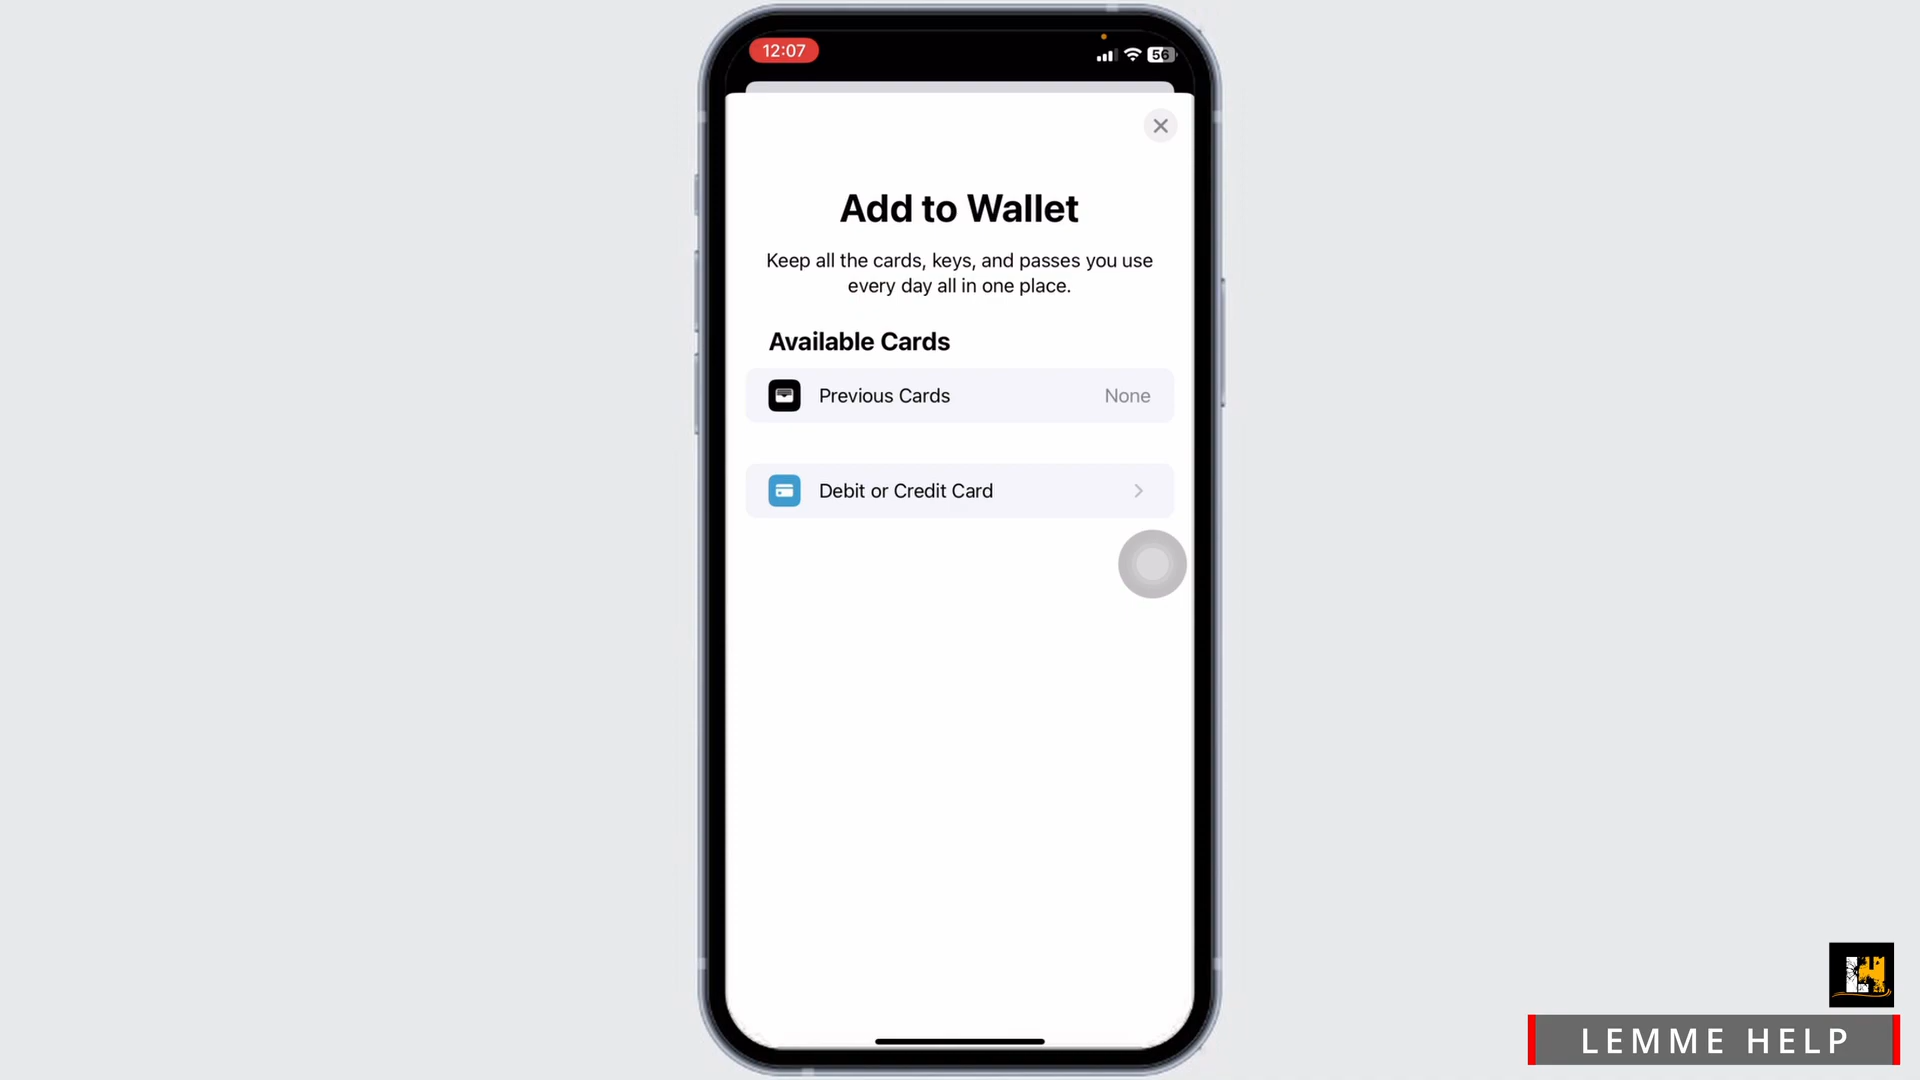 12:07
56
Add to Wallet
Keep all the cards, keys, and passes you use
every day all in one place.
Available Cards
Previous Cards None
Debit or Credit Card
LEMME HELP